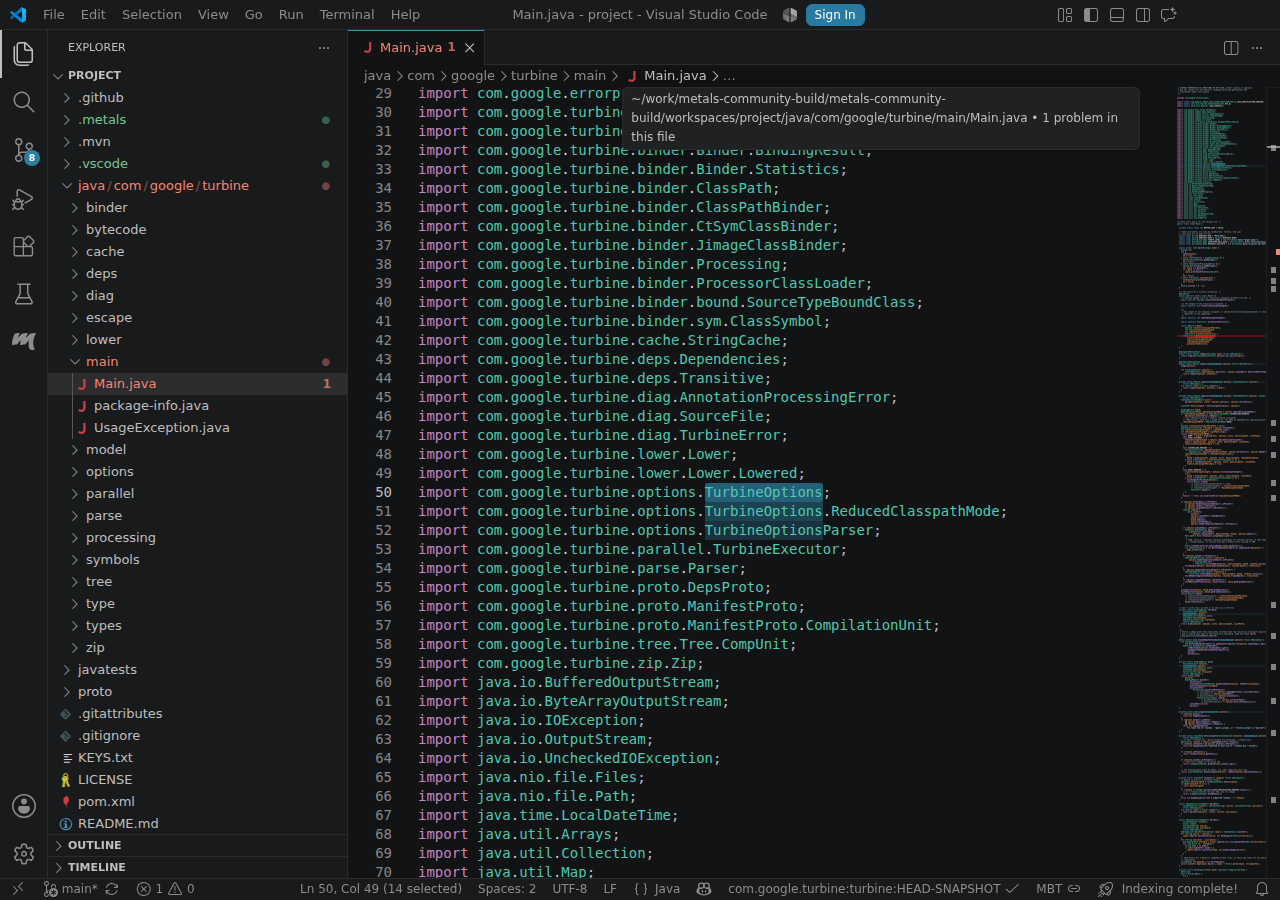 File Edit Selection View Go Run Terminal Help Main.java - project - Visual Studio Code Sign In
EXPLORER
PROJECT
.github
.metals
.mvn
.vscode
java/com/google/turbine
binder
bytecode
cache
deps
diag
escape
lower
main
Main.java 1
package-info.java
UsageException.java
model
options
parallel
parse
processing
symbols
tree
type
types
zip
javatests
proto
.gitattributes
.gitignore
KEYS.txt
LICENSE
pom.xml
README.md
OUTLINE
TIMELINE
8
Main.java 1
java > com > google > turbine > main > Main.java > ...
~/work/metals-community-build/metals-community-
build/workspaces/project/java/com/google/turbine/main/Main.java • 1 problem in
this file
29 import com.google.errorp
30 import com.google.turbine
31 import com.google.turbine
32 import com.google.turbine.binder.Binder.BindingResult;
33 import com.google.turbine.binder.Binder.Statistics;
34 import com.google.turbine.binder.ClassPath;
35 import com.google.turbine.binder.ClassPathBinder;
36 import com.google.turbine.binder.CtSymClassBinder;
37 import com.google.turbine.binder.JimageClassBinder;
38 import com.google.turbine.binder.Processing;
39 import com.google.turbine.binder.ProcessorClassLoader;
40 import com.google.turbine.binder.bound.SourceTypeBoundClass;
41 import com.google.turbine.binder.sym.ClassSymbol;
42 import com.google.turbine.cache.StringCache;
43 import com.google.turbine.deps.Dependencies;
44 import com.google.turbine.deps.Transitive;
45 import com.google.turbine.diag.AnnotationProcessingError;
46 import com.google.turbine.diag.SourceFile;
47 import com.google.turbine.diag.TurbineError;
48 import com.google.turbine.lower.Lower;
49 import com.google.turbine.lower.Lower.Lowered;
50 import com.google.turbine.options.TurbineOptions;
51 import com.google.turbine.options.TurbineOptions.ReducedClasspathMode;
52 import com.google.turbine.options.TurbineOptionsParser;
53 import com.google.turbine.parallel.TurbineExecutor;
54 import com.google.turbine.parse.Parser;
55 import com.google.turbine.proto.DepsProto;
56 import com.google.turbine.proto.ManifestProto;
57 import com.google.turbine.proto.ManifestProto.CompilationUnit;
58 import com.google.turbine.tree.Tree.CompUnit;
59 import com.google.turbine.zip.Zip;
60 import java.io.BufferedOutputStream;
61 import java.io.ByteArrayOutputStream;
62 import java.io.IOException;
63 import java.io.OutputStream;
64 import java.io.UncheckedIOException;
65 import java.nio.file.Files;
66 import java.nio.file.Path;
67 import java.time.LocalDateTime;
68 import java.util.Arrays;
69 import java.util.Collection;
70 import java.util.Map;
main* 1 0 Ln 50, Col 49 (14 selected) Spaces: 2 UTF-8 LF { } Java com.google.turbine:turbine:HEAD-SNAPSHOT MBT Indexing complete!